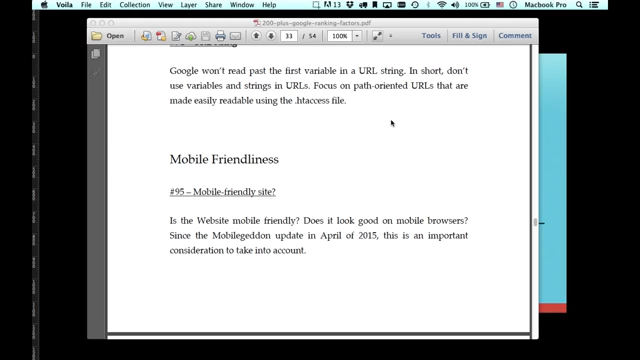 Voila File Edit Capture View Tools Window Help 13 100% Macbook Pro
200-plus-google-ranking-factors.pdf
Open 33 / 54 100% Tools Fill & Sign Comment
Google won't read past the first variable in a URL string. In short, don't
use variables and strings in URLs. Focus on path-oriented URLs that are
made easily readable using the .htaccess file.
Mobile Friendliness
#95 – Mobile-friendly site?
Is the Website mobile friendly? Does it look good on mobile browsers?
Since the Mobilegeddon update in April of 2015, this is an important
consideration to take into account.